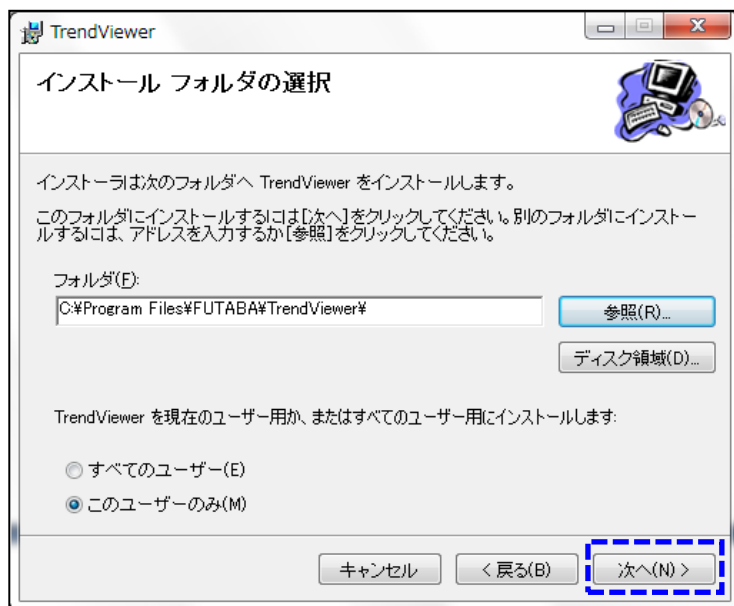 TrendViewer
インストール フォルダの選択
インストーラは次のフォルダへ TrendViewer をインストールします。
このフォルダにインストールするには[次へ]をクリックしてください。別のフォルダにインストー
ルするには、アドレスを入力するか[参照]をクリックしてください。
フォルダ(F):
C:¥Program Files¥FUTABA¥TrendViewer¥
参照(R)...
ディスク領域(D)...
TrendViewer を現在のユーザー用か、またはすべてのユーザー用にインストールします:
すべてのユーザー(E)
このユーザーのみ(M)
キャンセル
< 戻る(B)
次へ(N) >